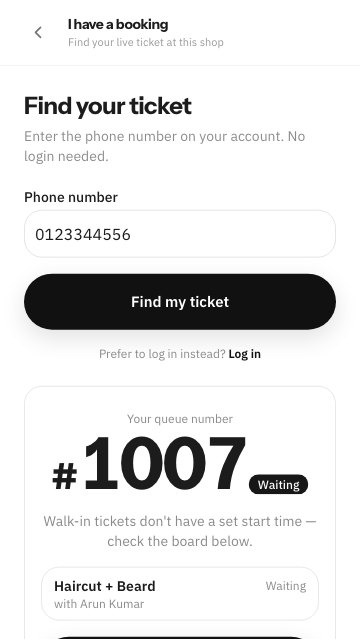 I have a booking
Find your live ticket at this shop
Find your ticket
Enter the phone number on your account. No
login needed.
Phone number
0123344556
Find my ticket
Prefer to log in instead? Log in
Your queue number
#1007 Waiting
Walk-in tickets don't have a set start time —
check the board below.
Haircut + Beard Waiting
with Arun Kumar